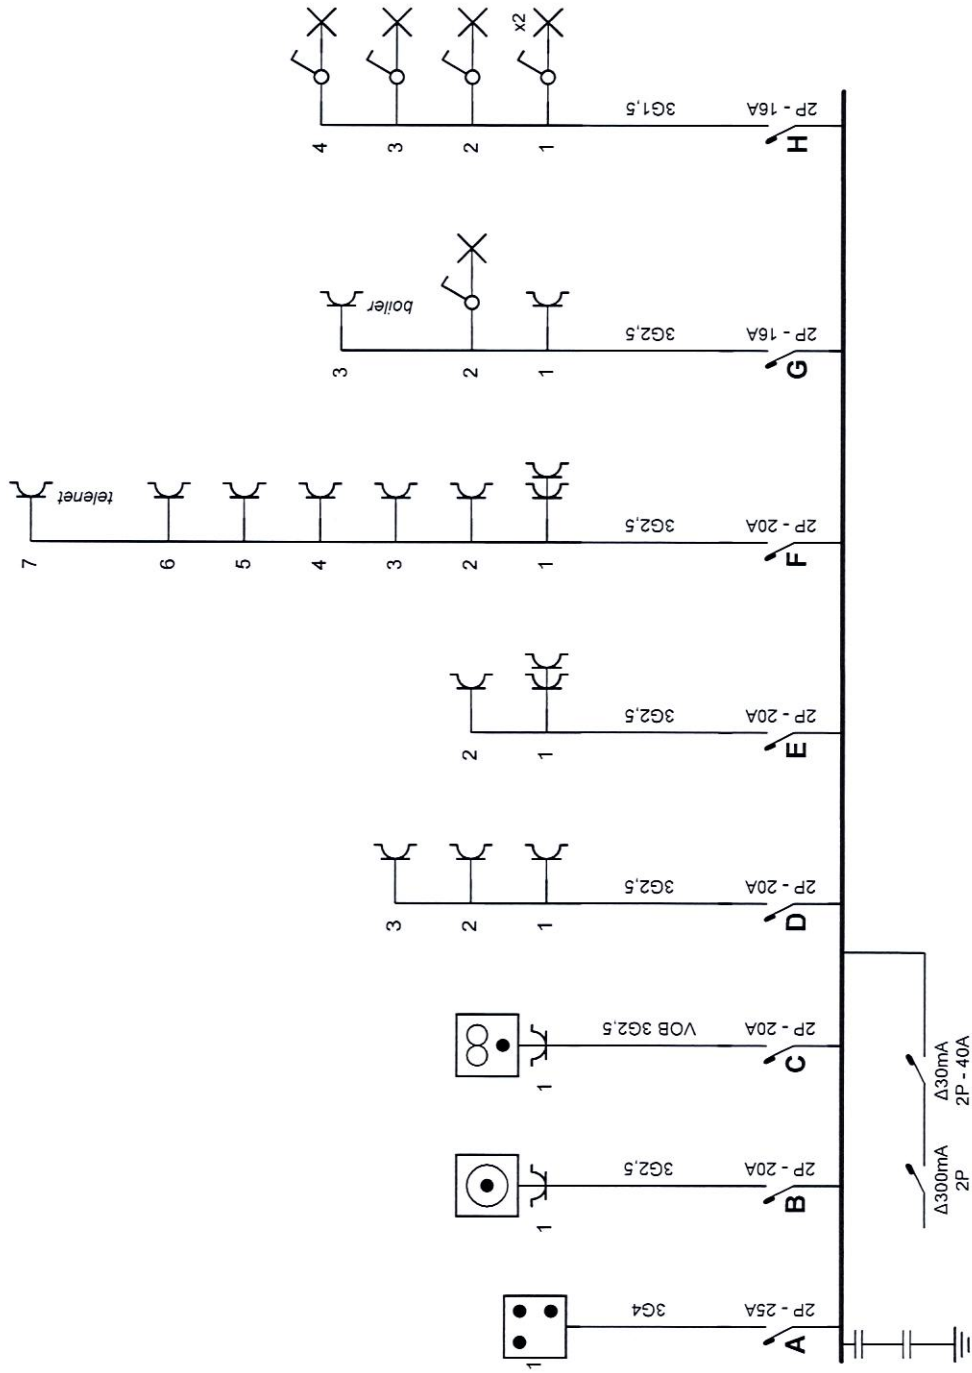 4
3
2
1
x2
3G1,5
2P - 16A
H
3
boiler
2
1
3G2,5
2P - 16A
G
7
telenet
6
5
4
3
2
1
3G2,5
2P - 20A
F
2
1
3G2,5
2P - 20A
E
3
2
1
3G2,5
2P - 20A
D
1
VOB 3G2,5
2P - 20A
C
1
3G2,5
2P - 20A
B
1
3G4
2P - 25A
A
Δ30mA
2P - 40A
Δ300mA
2P